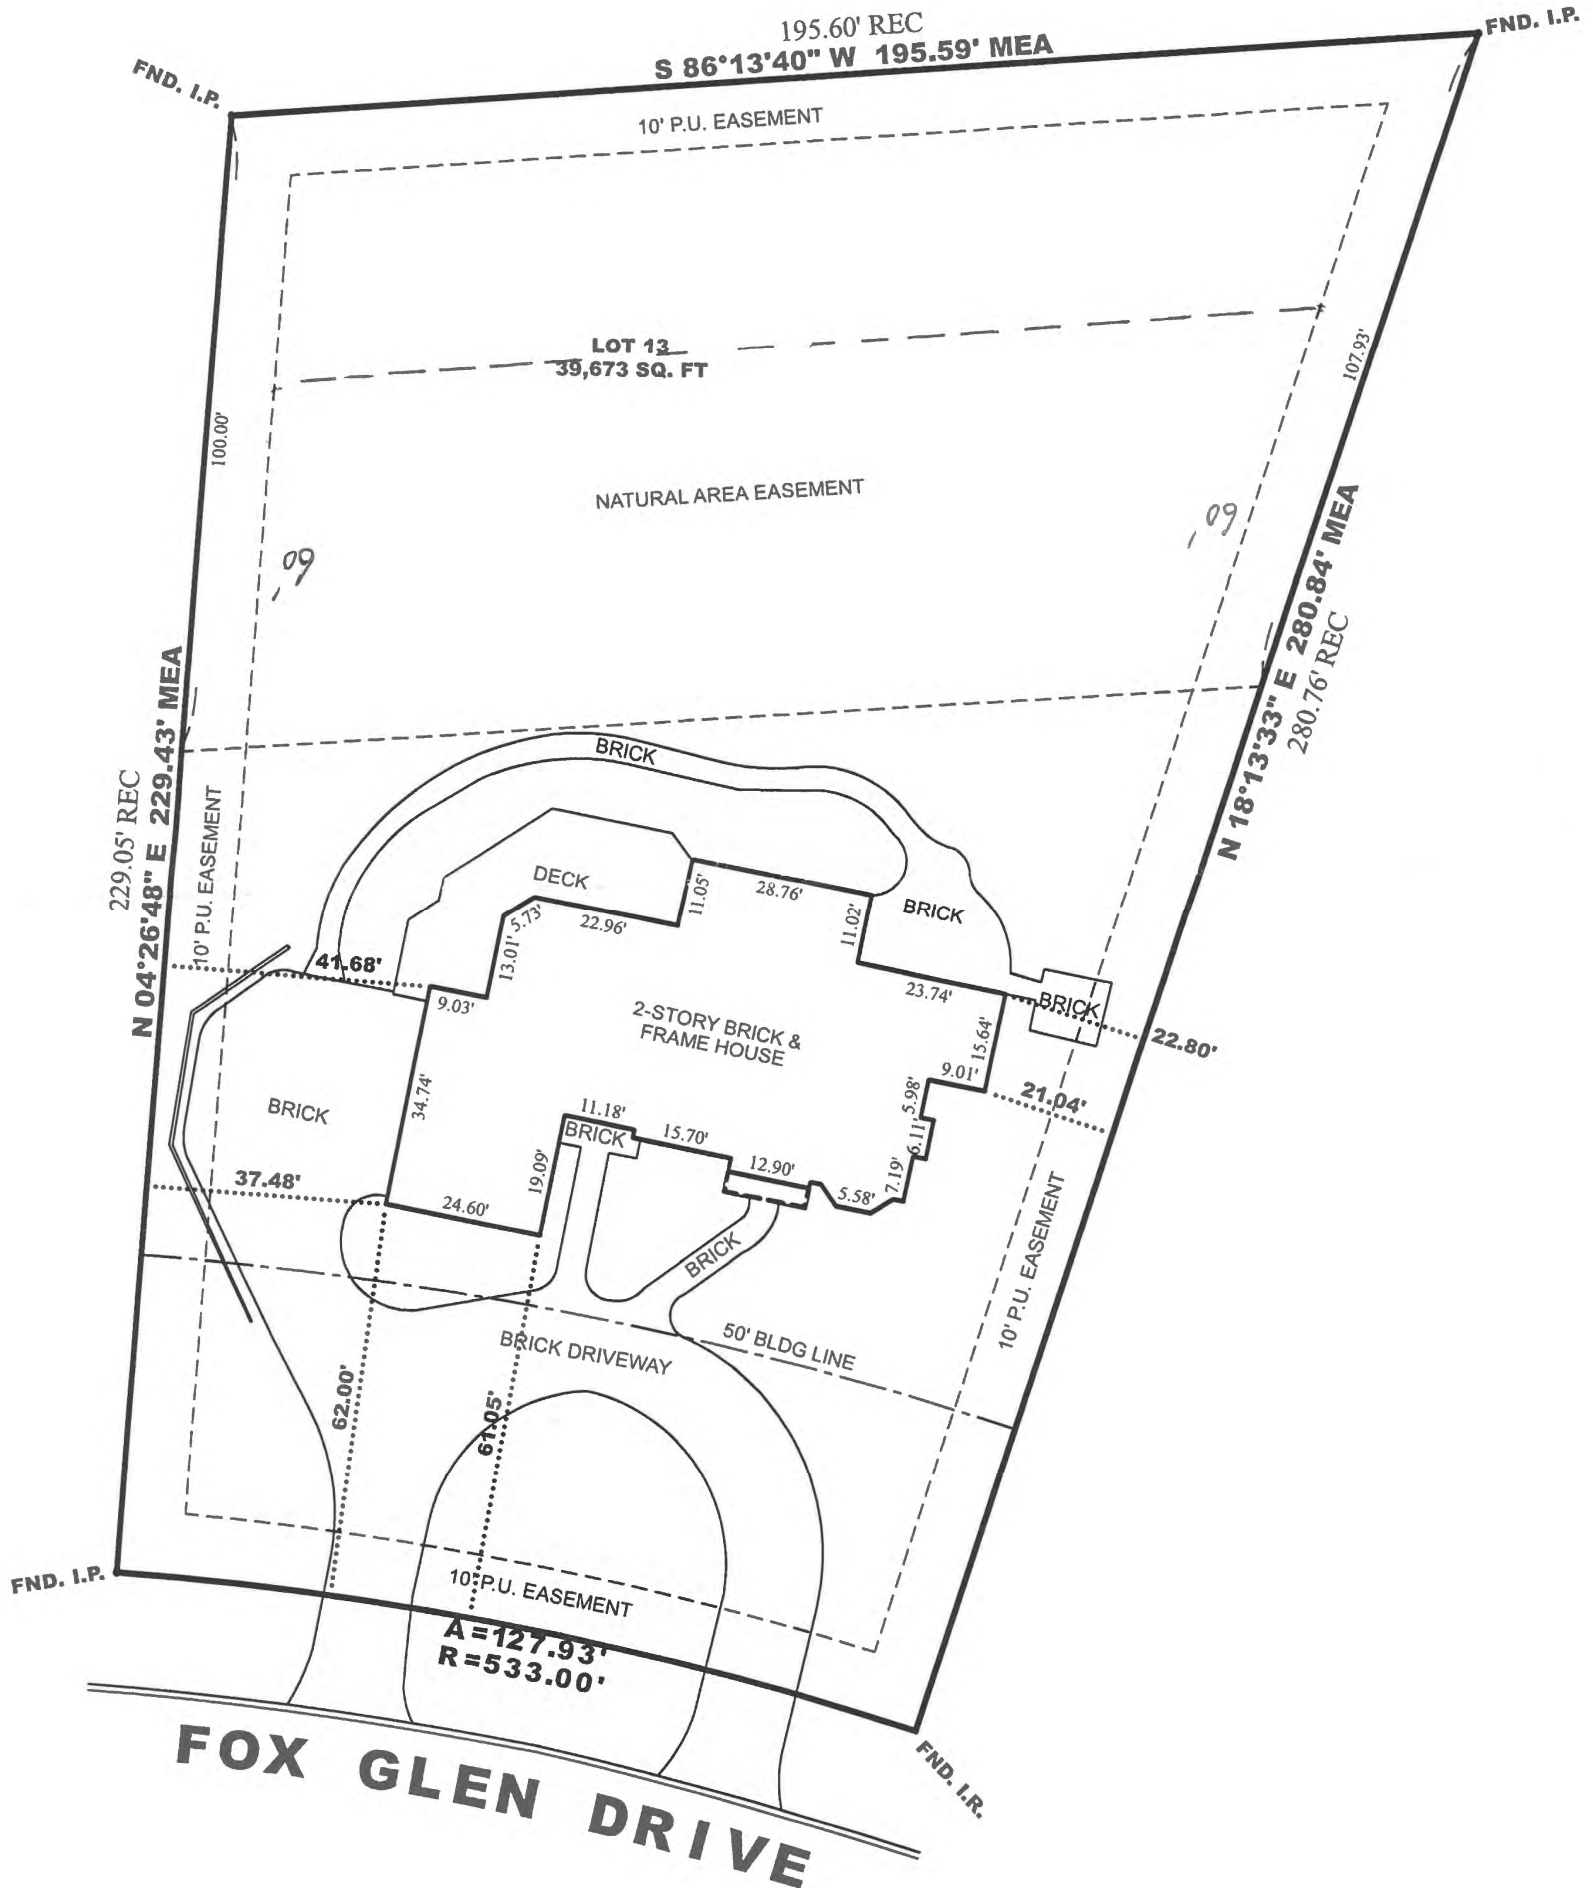 195.60' REC
S 86°13'40" W 195.59' MEA
FND. I.P.
FND. I.P.
10' P.U. EASEMENT
LOT 13
39,673 SQ. FT
107.93'
100.00'
NATURAL AREA EASEMENT
60'
60'
N 18°13'33" E 280.84' MEA
280.76' REC
229.05' REC
N 04°26'48" E 229.43' MEA
10' P.U. EASEMENT
BRICK
DECK
11.05'
28.76'
5.73'
22.96'
11.02'
BRICK
13.01'
41.68'
9.03'
23.74'
BRICK
2-STORY BRICK &
FRAME HOUSE
15.64'
22.80'
9.01'
21.04'
34.74'
BRICK
5.98'
11.18'
BRICK
15.70'
6.11'
12.90'
7.19'
19.09'
37.48'
24.60'
5.58'
BRICK
10' P.U. EASEMENT
50' BLDG LINE
BRICK DRIVEWAY
62.00'
61.05'
FND. I.P.
10' P.U. EASEMENT
A=127.93'
R=533.00'
FND. I.R.
FOX GLEN DRIVE